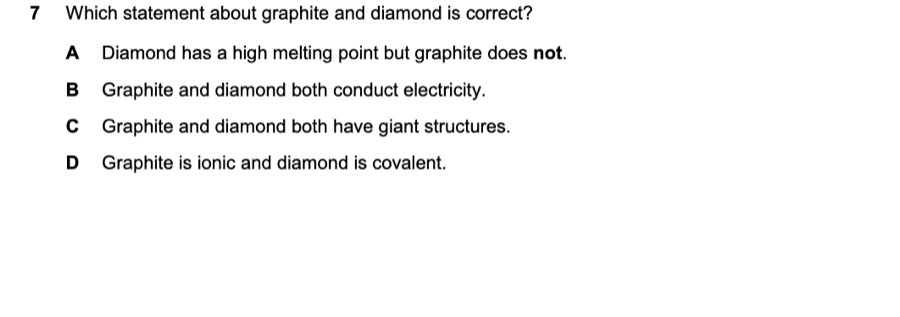 7 Which statement about graphite and diamond is correct?
A Diamond has a high melting point but graphite does not.
B Graphite and diamond both conduct electricity.
C Graphite and diamond both have giant structures.
D Graphite is ionic and diamond is covalent.